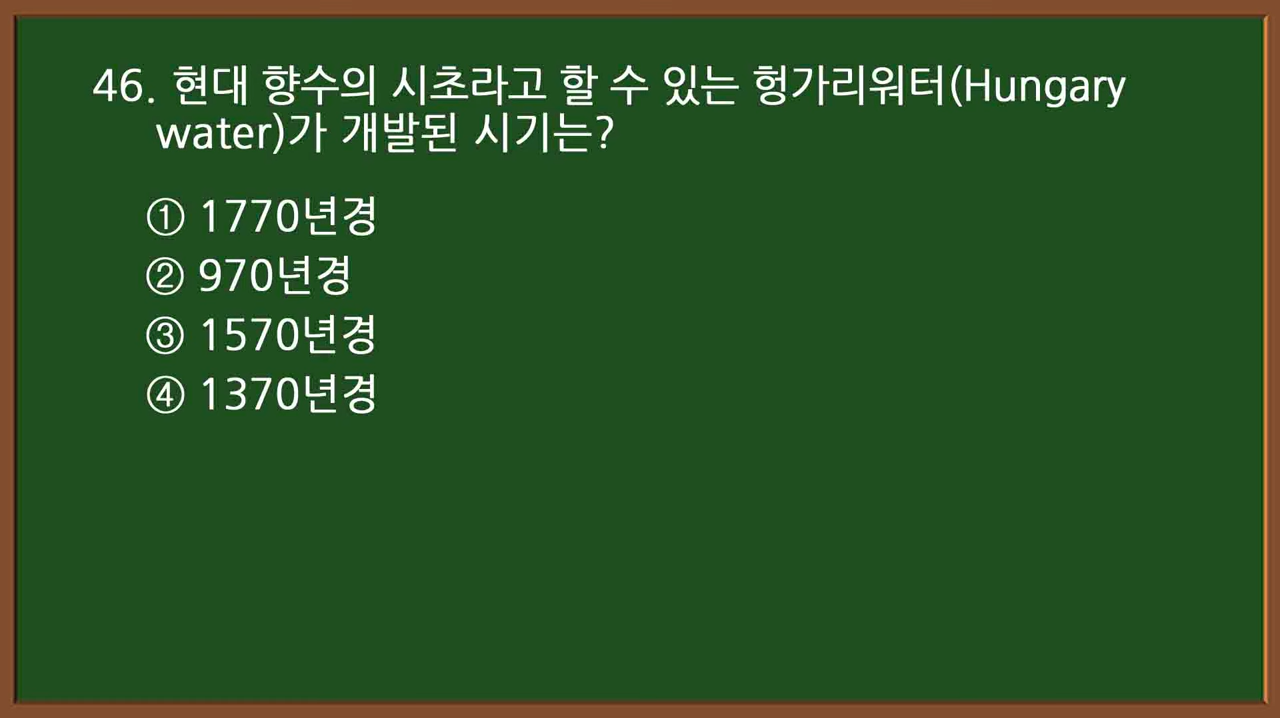 46. 현대 향수의 시초라고 할 수 있는 헝가리워터(Hungary
water)가 개발된 시기는?
① 1770년경
② 970년경
③ 1570년경
④ 1370년경